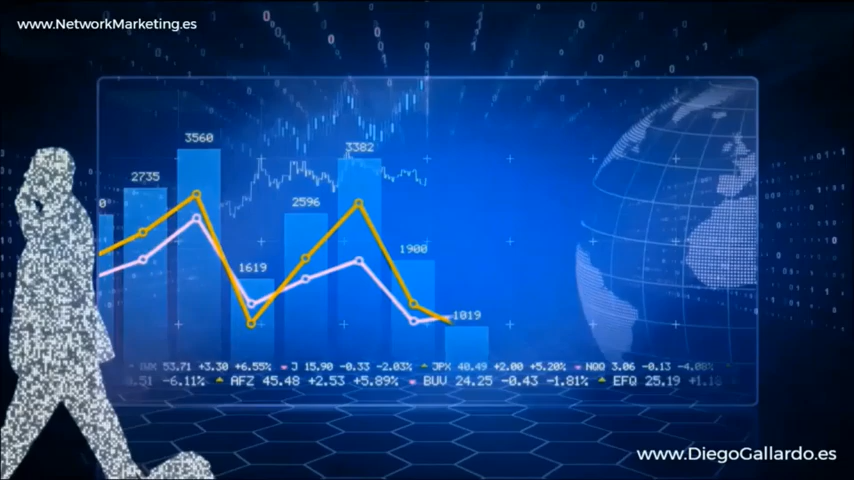 www.NetworkMarketing.es
3560
3382
2735
2596
1619
1900
1019
53.71 +3.30 +6.55% J 15.90 -0.33 -2.03% JPX 40.49 +2.00 +5.20% NQQ 3.06 -0.13 -4.08%
-6.11% AFZ 45.48 +2.53 +5.89% BUV 24.25 -0.43 -1.81% EFQ 25.19
www.DiegoGallardo.es